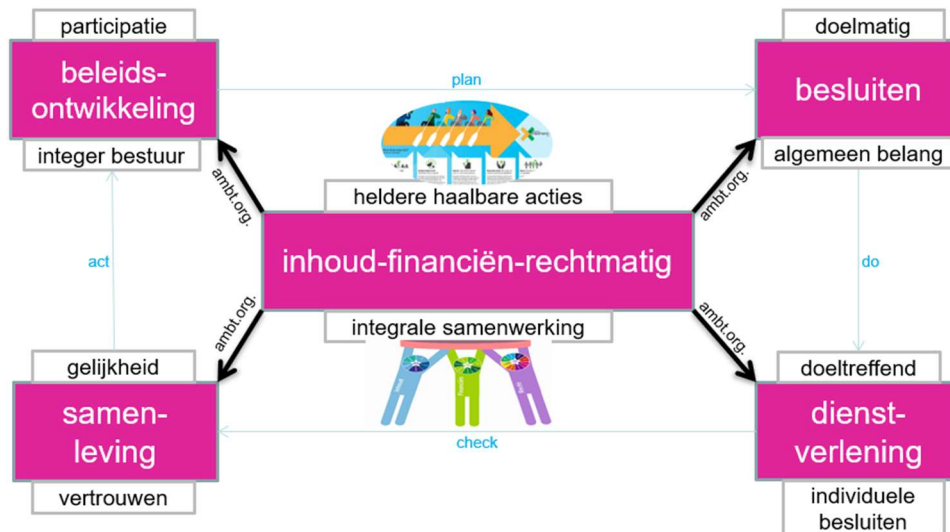 participatie
beleids-
ontwikkeling
integer bestuur
plan
doelmatig
besluiten
algemeen belang
ambt.org.
ambt.org.
heldere haalbare acties
inhoud-financiën-rechtmatig
integrale samenwerking
act
do
ambt.org.
ambt.org.
gelijkheid
samen-
leving
vertrouwen
check
doeltreffend
dienst-
verlening
individuele
besluiten